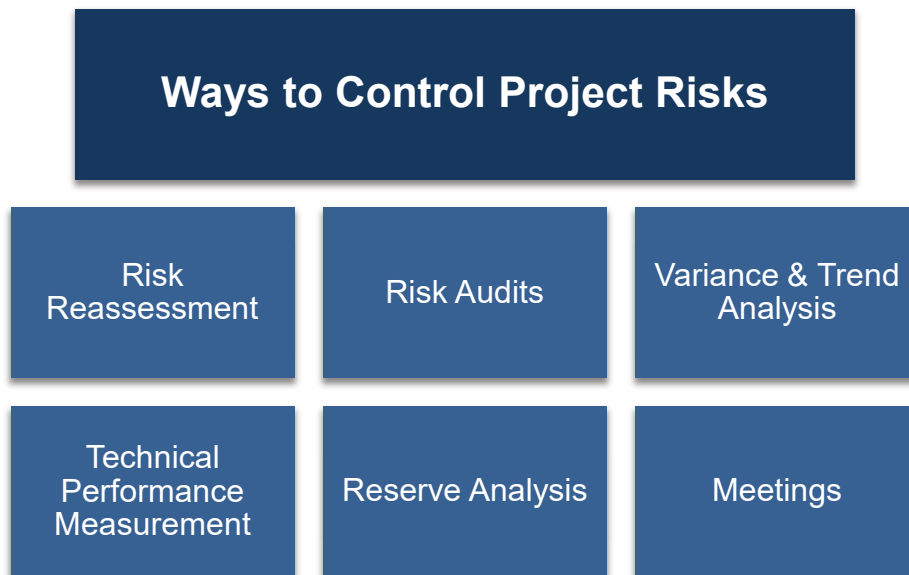 Ways to Control Project Risks
Risk
Reassessment
Risk Audits
Variance & Trend
Analysis
Technical
Performance
Measurement
Reserve Analysis
Meetings